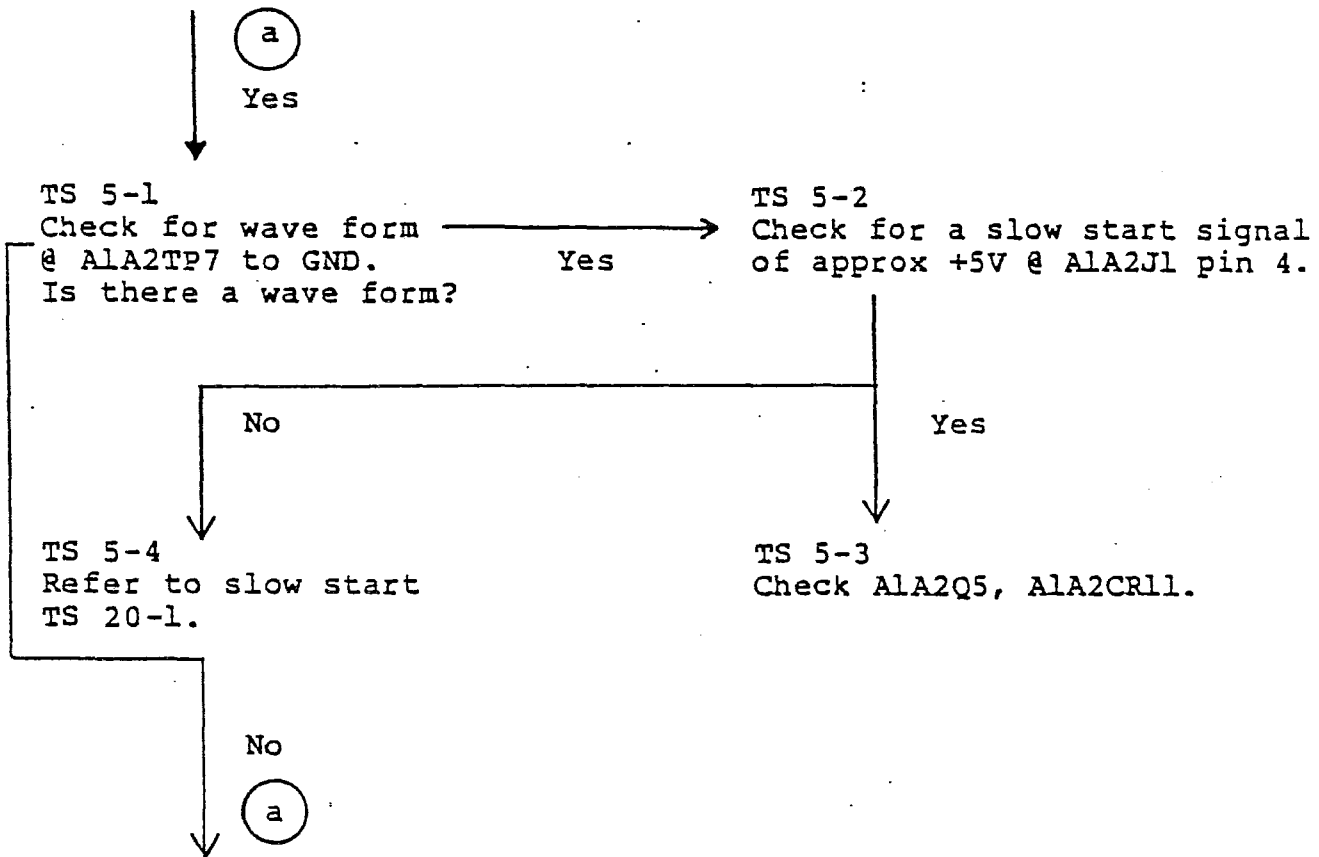 a
Yes
TS 5-1
Check for wave form
@ A1A2TP7 to GND.
Is there a wave form?
Yes
TS 5-2
Check for a slow start signal
of approx +5V @ A1A2J1 pin 4.
No
Yes
TS 5-4
Refer to slow start
TS 20-1.
TS 5-3
Check A1A2Q5, A1A2CR11.
No
a